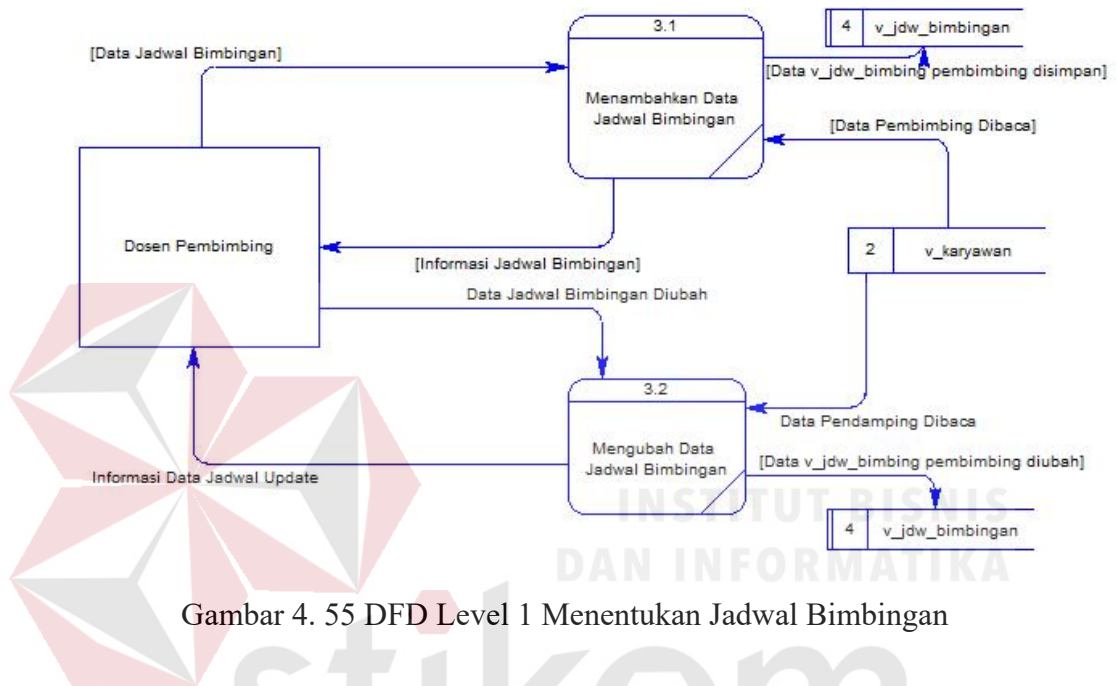 3.1
4 v_jdw_bimbingan
[Data Jadwal Bimbingan]
[Data v_jdw_bimbing pembimbing disimpan]
Menambahkan Data
Jadwal Bimbingan
[Data Pembimbing Dibaca]
Dosen Pembimbing
2 v_karyawan
[Informasi Jadwal Bimbingan]
Data Jadwal Bimbingan Diubah
3.2
Data Pendamping Dibaca
Mengubah Data
Jadwal Bimbingan
[Data v_jdw_bimbing pembimbing diubah]
Informasi Data Jadwal Update
INSTITUT BISNIS
4 v_jdw_bimbingan
DAN INFORMATIKA
Gambar 4. 55 DFD Level 1 Menentukan Jadwal Bimbingan
stikom